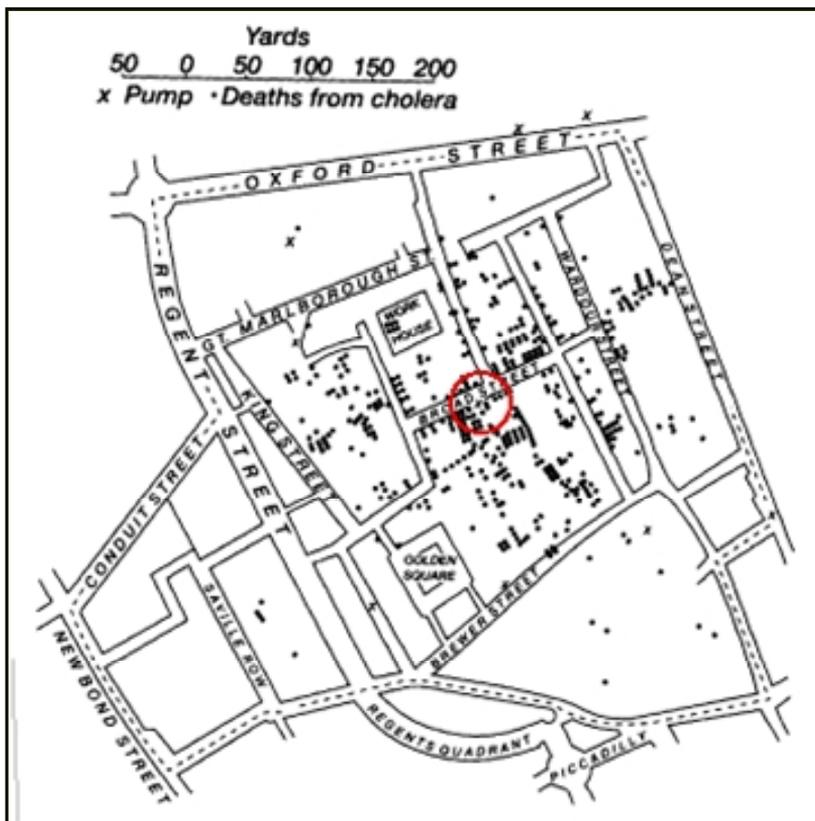 Yards
50 0 50 100 150 200
x Pump •Deaths from cholera
OXFORD STREET
REGENT STREET
GT. MARLBOROUGH ST
WORK
HOUSE
WARDOUR STREET
DEAN STREET
BROAD STREET
KING STREET
CONDUIT STREET
GOLDEN
SQUARE
SAVILLE ROW
BREWER STREET
NEW BOND STREET
REGENTS QUADRANT
PICCADILLY